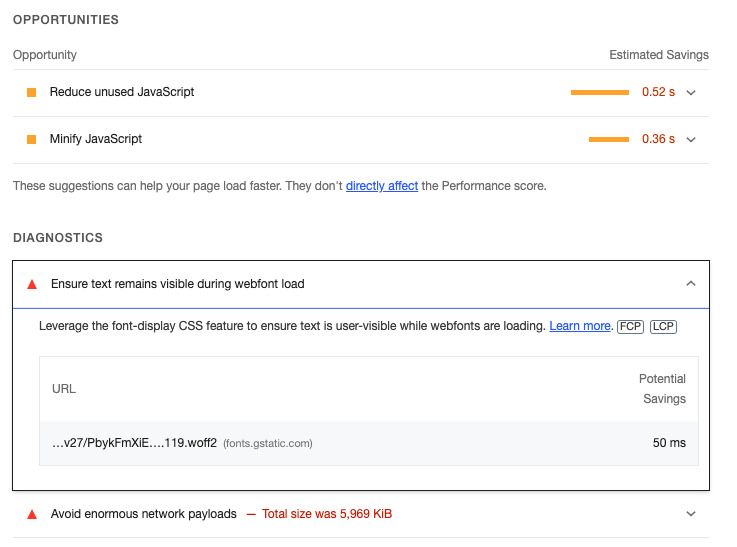 OPPORTUNITIES
Opportunity Estimated Savings
Reduce unused JavaScript 0.52 s
Minify JavaScript 0.36 s
These suggestions can help your page load faster. They don't directly affect the Performance score.
DIAGNOSTICS
Ensure text remains visible during webfont load
Leverage the font-display CSS feature to ensure text is user-visible while webfonts are loading. Learn more. FCP LCP
URL Potential Savings
…v27/PbykFmXiE….119.woff2 (fonts.gstatic.com) 50 ms
Avoid enormous network payloads — Total size was 5,969 KiB